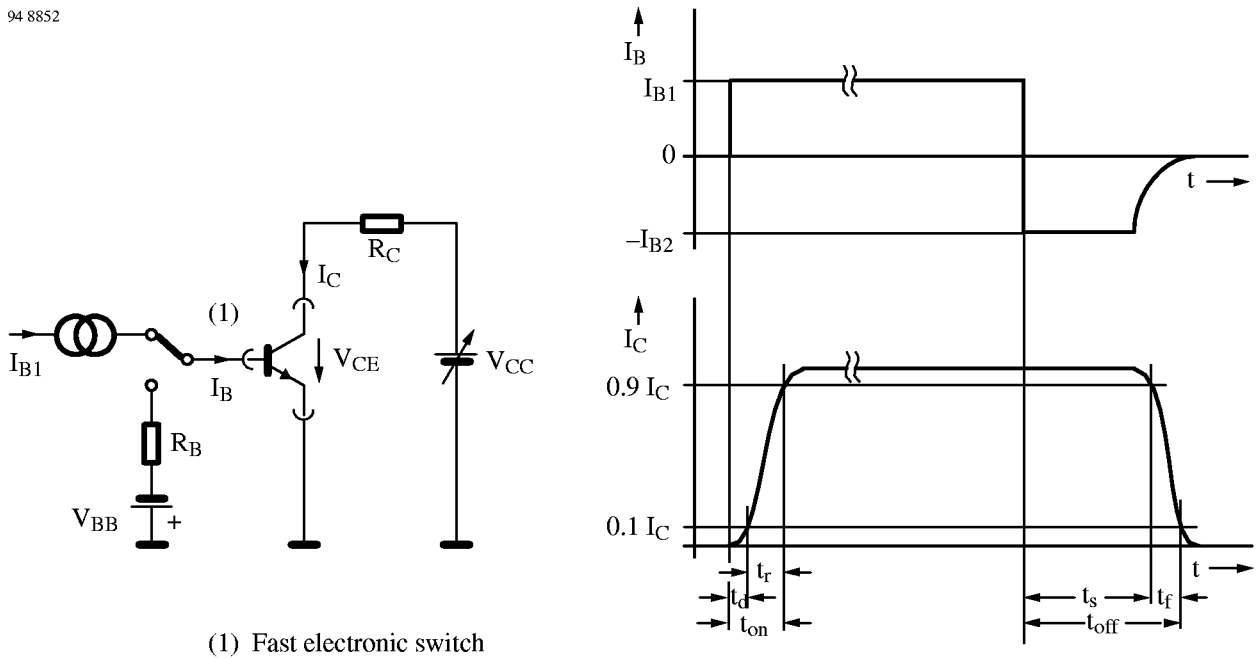 94 8852
I_B
I_B1
0
t
–I_B2
R_C
I_C
(1)
I_B1
I_B
V_CE
V_CC
R_B
V_BB
+
I_C
0.9 I_C
0.1 I_C
t
t_r
t_d
t_s
t_f
t_on
t_off
(1) Fast electronic switch